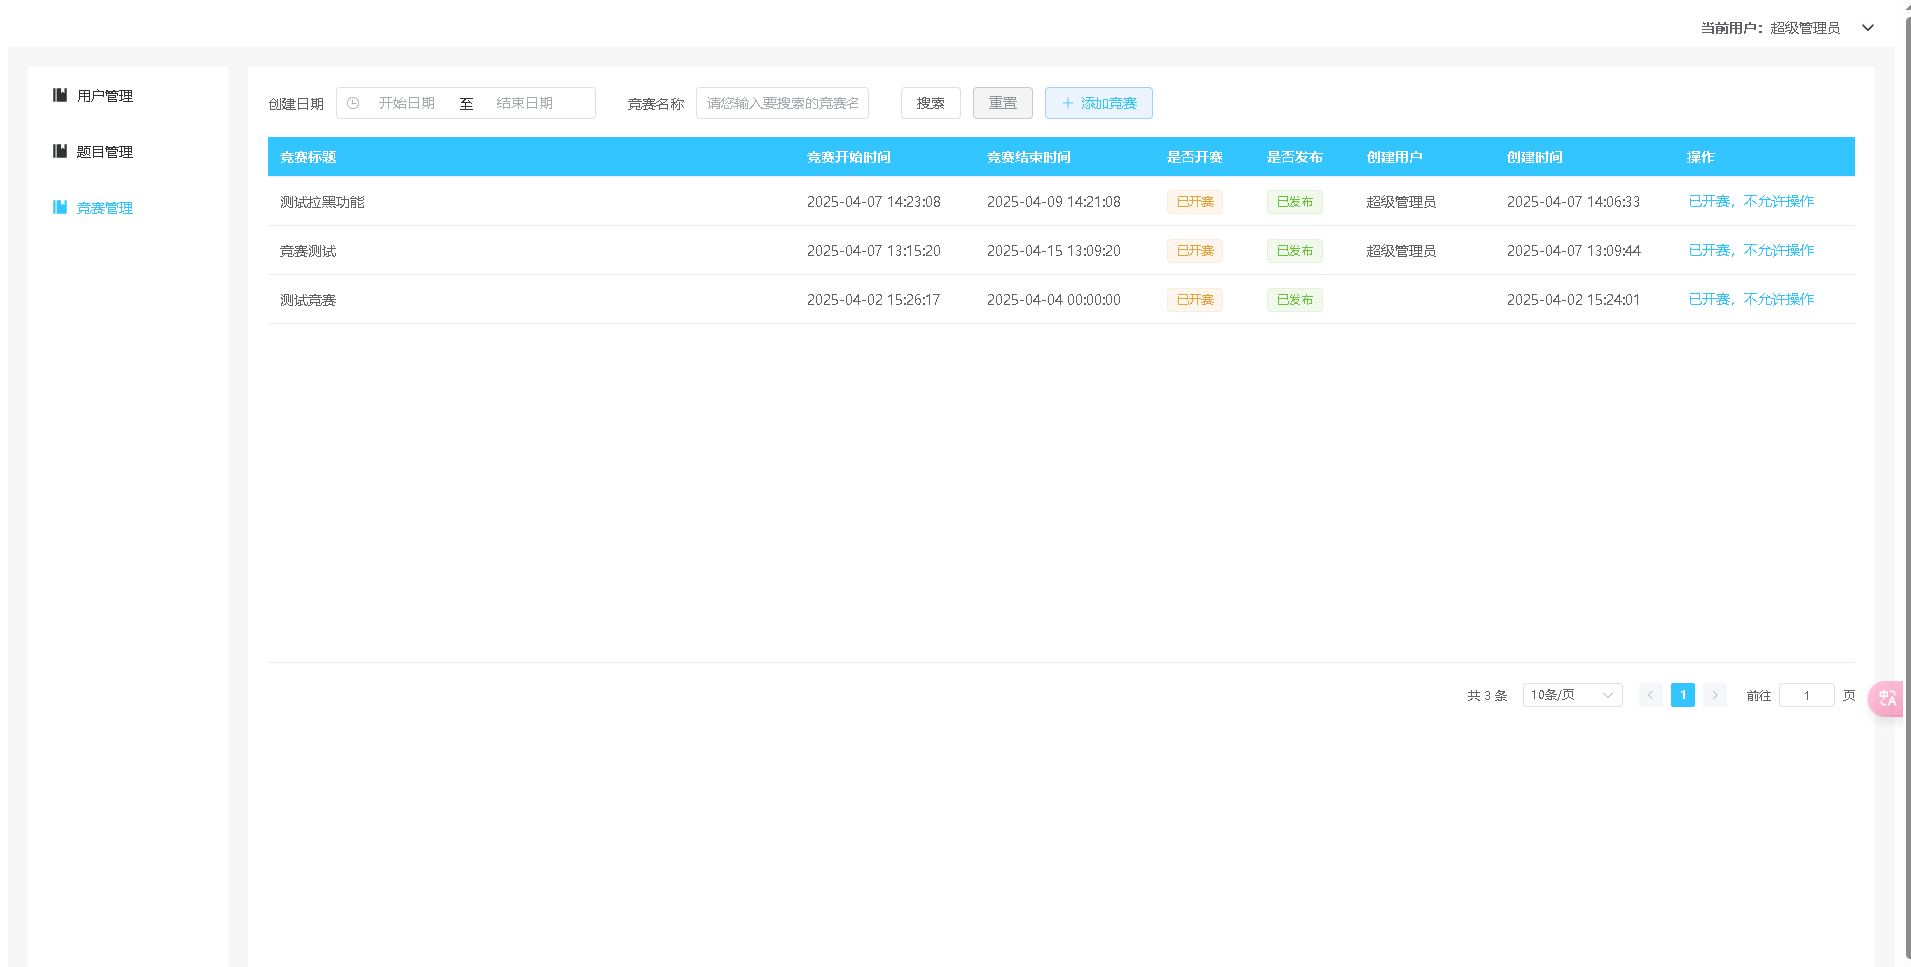 当前用户：超级管理员
用户管理
题目管理
竞赛管理
创建日期 开始日期 至 结束日期 竞赛名称 请您输入要搜索的竞赛名 搜索 重置 + 添加竞赛
竞赛标题 竞赛开始时间 竞赛结束时间 是否开赛 是否发布 创建用户 创建时间 操作
测试拉黑功能 2025-04-07 14:23:08 2025-04-09 14:21:08 已开赛 已发布 超级管理员 2025-04-07 14:06:33 已开赛，不允许操作
竞赛测试 2025-04-07 13:15:20 2025-04-15 13:09:20 已开赛 已发布 超级管理员 2025-04-07 13:09:44 已开赛，不允许操作
测试竞赛 2025-04-02 15:26:17 2025-04-04 00:00:00 已开赛 已发布 2025-04-02 15:24:01 已开赛，不允许操作
共 3 条 10条/页 1 前往 1 页
中A